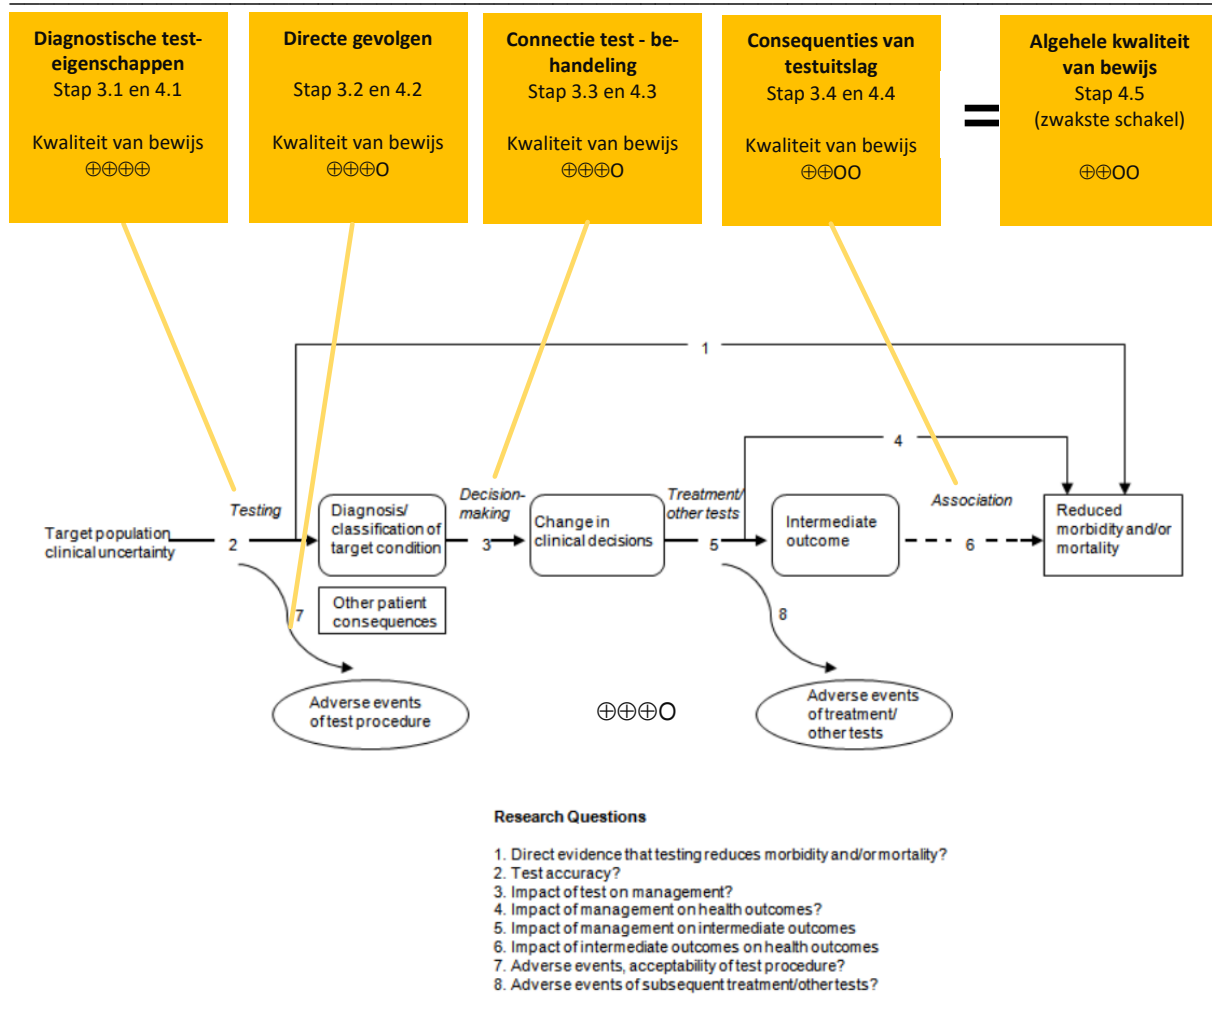 Diagnostische test-
eigenschappen
Stap 3.1 en 4.1
Kwaliteit van bewijs
⊕⊕⊕⊕
Directe gevolgen
Stap 3.2 en 4.2
Kwaliteit van bewijs
⊕⊕⊕O
Connectie test - be-
handeling
Stap 3.3 en 4.3
Kwaliteit van bewijs
⊕⊕⊕O
Consequenties van
testuitslag
Stap 3.4 en 4.4
Kwaliteit van bewijs
⊕⊕OO
=
Algehele kwaliteit
van bewijs
Stap 4.5
(zwakste schakel)
⊕⊕OO
1
4
Target population
clinical uncertainty
Testing
2
Diagnosis/
classification of
target condition
Decision-
making
3
Change in
clinical decisions
Treatment/
other tests
5
Intermediate
outcome
Association
6
Reduced
morbidity and/or
mortality
Other patient
consequences
7
8
Adverse events
of test procedure
⊕⊕⊕O
Adverse events
of treatment/
other tests
Research Questions
1. Direct evidence that testing reduces morbidity and/or mortality?
2. Test accuracy?
3. Impact of test on management?
4. Impact of management on health outcomes?
5. Impact of management on intermediate outcomes
6. Impact of intermediate outcomes on health outcomes
7. Adverse events, acceptability of test procedure?
8. Adverse events of subsequent treatment/other tests?